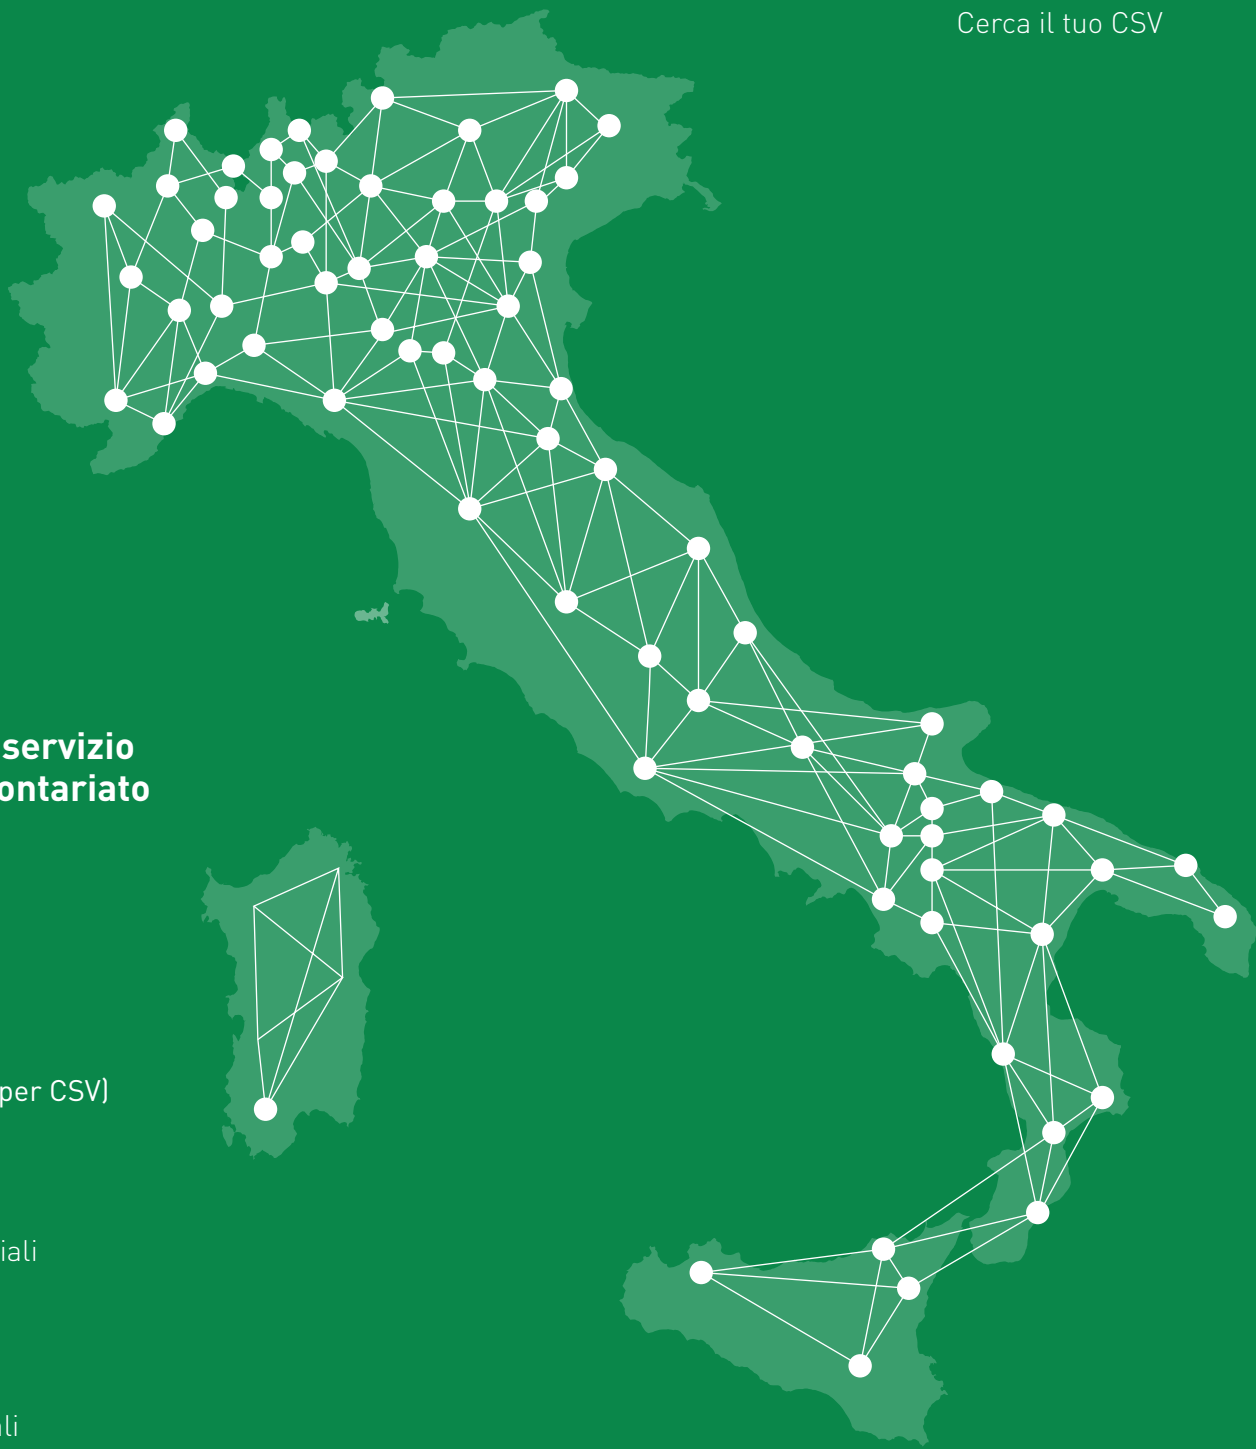 Cerca il tuo CSV
servizio
ontariato
per CSV)
iali
ali